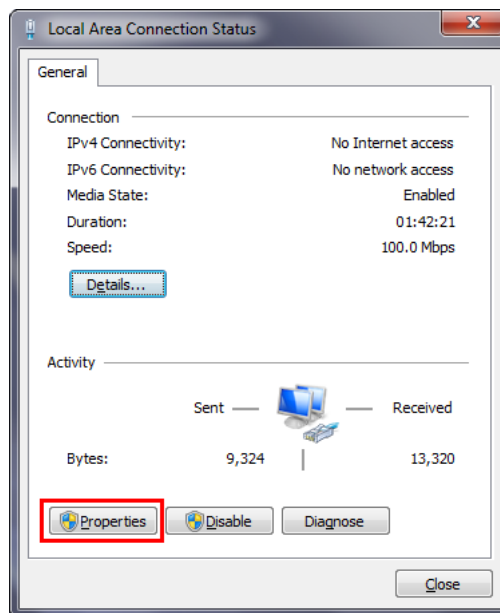 Local Area Connection Status
General
Connection
IPv4 Connectivity: No Internet access
IPv6 Connectivity: No network access
Media State: Enabled
Duration: 01:42:21
Speed: 100.0 Mbps
Details...
Activity
Sent Received
Bytes: 9,324 13,320
Properties Disable Diagnose
Close